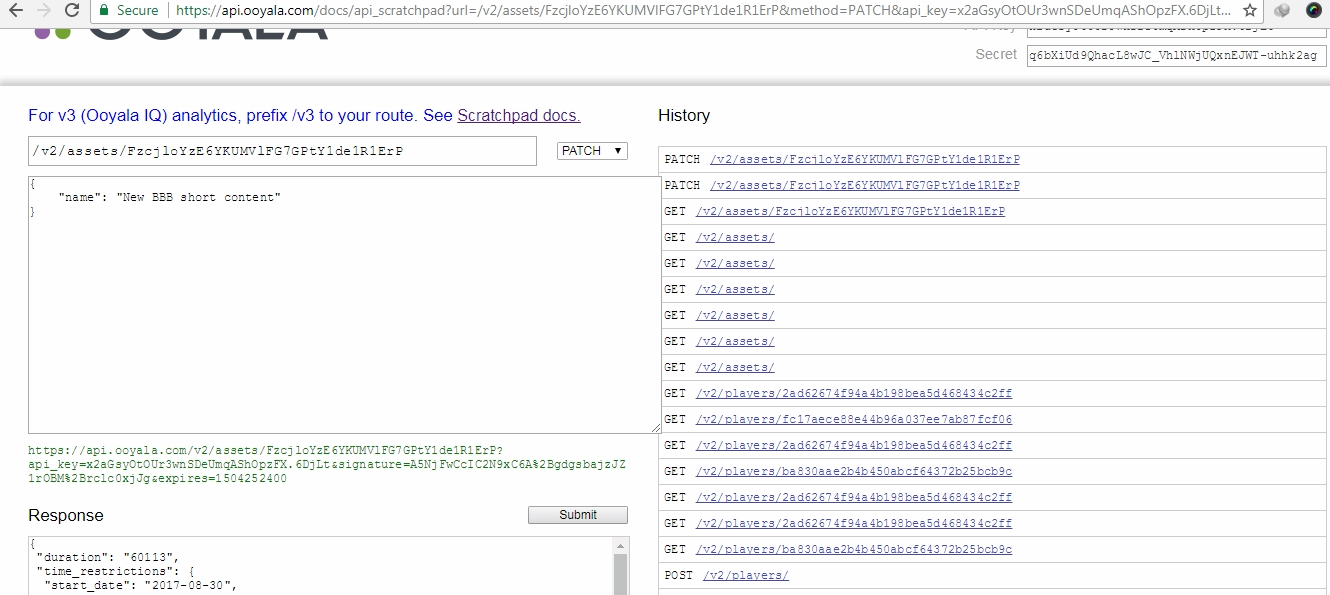 Secure https://api.ooyala.com/docs/api_scratchpad?url=/v2/assets/FzcjloYzE6YKUMVlFG7GPtY1de1R1ErP&method=PATCH&api_key=x2aGsyOtOUr3wnSDeUmqAShOpzFX.6DjLt...
OOYALA
Secret q6bXiUd9QhacL8wJC_VhlNWjUQxnEJWT-uhhk2ag
For v3 (Ooyala IQ) analytics, prefix /v3 to your route. See Scratchpad docs.
/v2/assets/FzcjloYzE6YKUMVlFG7GPtY1de1R1ErP PATCH
{
"name": "New BBB short content"
}
https://api.ooyala.com/v2/assets/FzcjloYzE6YKUMVlFG7GPtY1de1R1ErP?
api_key=x2aGsyOtOUr3wnSDeUmqAShOpzFX.6DjLt&signature=A5NjFwCcIC2N9xC6A%2BgdgsbajzJZ
1rOBM%2Brclc0xjJg&expires=1504252400
Response Submit
{
"duration": "60113",
"time_restrictions": {
"start_date": "2017-08-30",
History
PATCH /v2/assets/FzcjloYzE6YKUMVlFG7GPtY1de1R1ErP
PATCH /v2/assets/FzcjloYzE6YKUMVlFG7GPtY1de1R1ErP
GET /v2/assets/FzcjloYzE6YKUMVlFG7GPtY1de1R1ErP
GET /v2/assets/
GET /v2/assets/
GET /v2/assets/
GET /v2/assets/
GET /v2/assets/
GET /v2/assets/
GET /v2/players/2ad62674f94a4b198bea5d468434c2ff
GET /v2/players/fc17aece88e44b96a037ee7ab87fcf06
GET /v2/players/2ad62674f94a4b198bea5d468434c2ff
GET /v2/players/ba830aae2b4b450abcf64372b25bcb9c
GET /v2/players/2ad62674f94a4b198bea5d468434c2ff
GET /v2/players/2ad62674f94a4b198bea5d468434c2ff
GET /v2/players/ba830aae2b4b450abcf64372b25bcb9c
POST /v2/players/